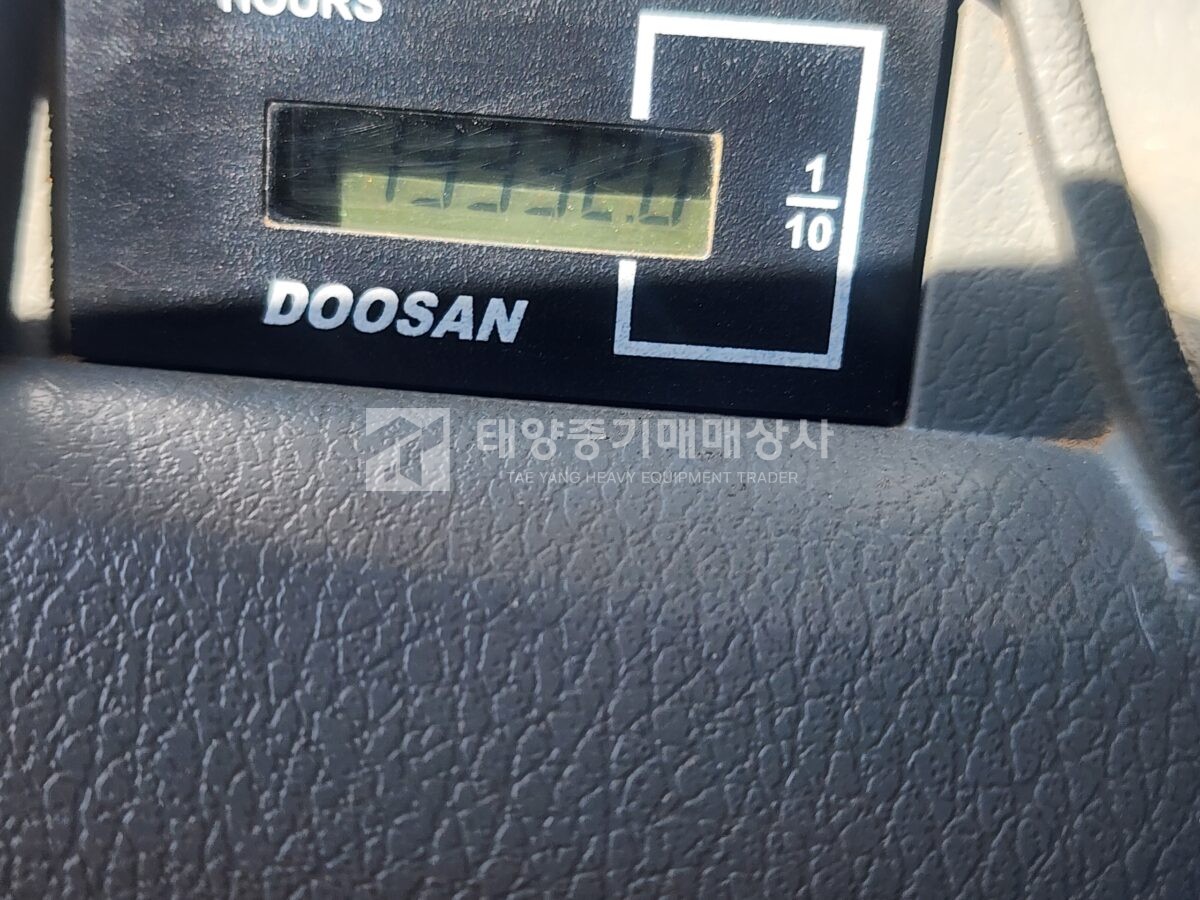 HOURS
1
10
DOOSAN
태양중기매매상사
TAE YANG HEAVY EQUIPMENT TRADER